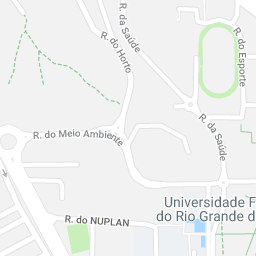 R. da Saúde
R. do Horto
R. do Esporte
R. da Saúde
R. do Meio Ambiente
Universidade F
do Rio Grande d
R. do NUPLAN